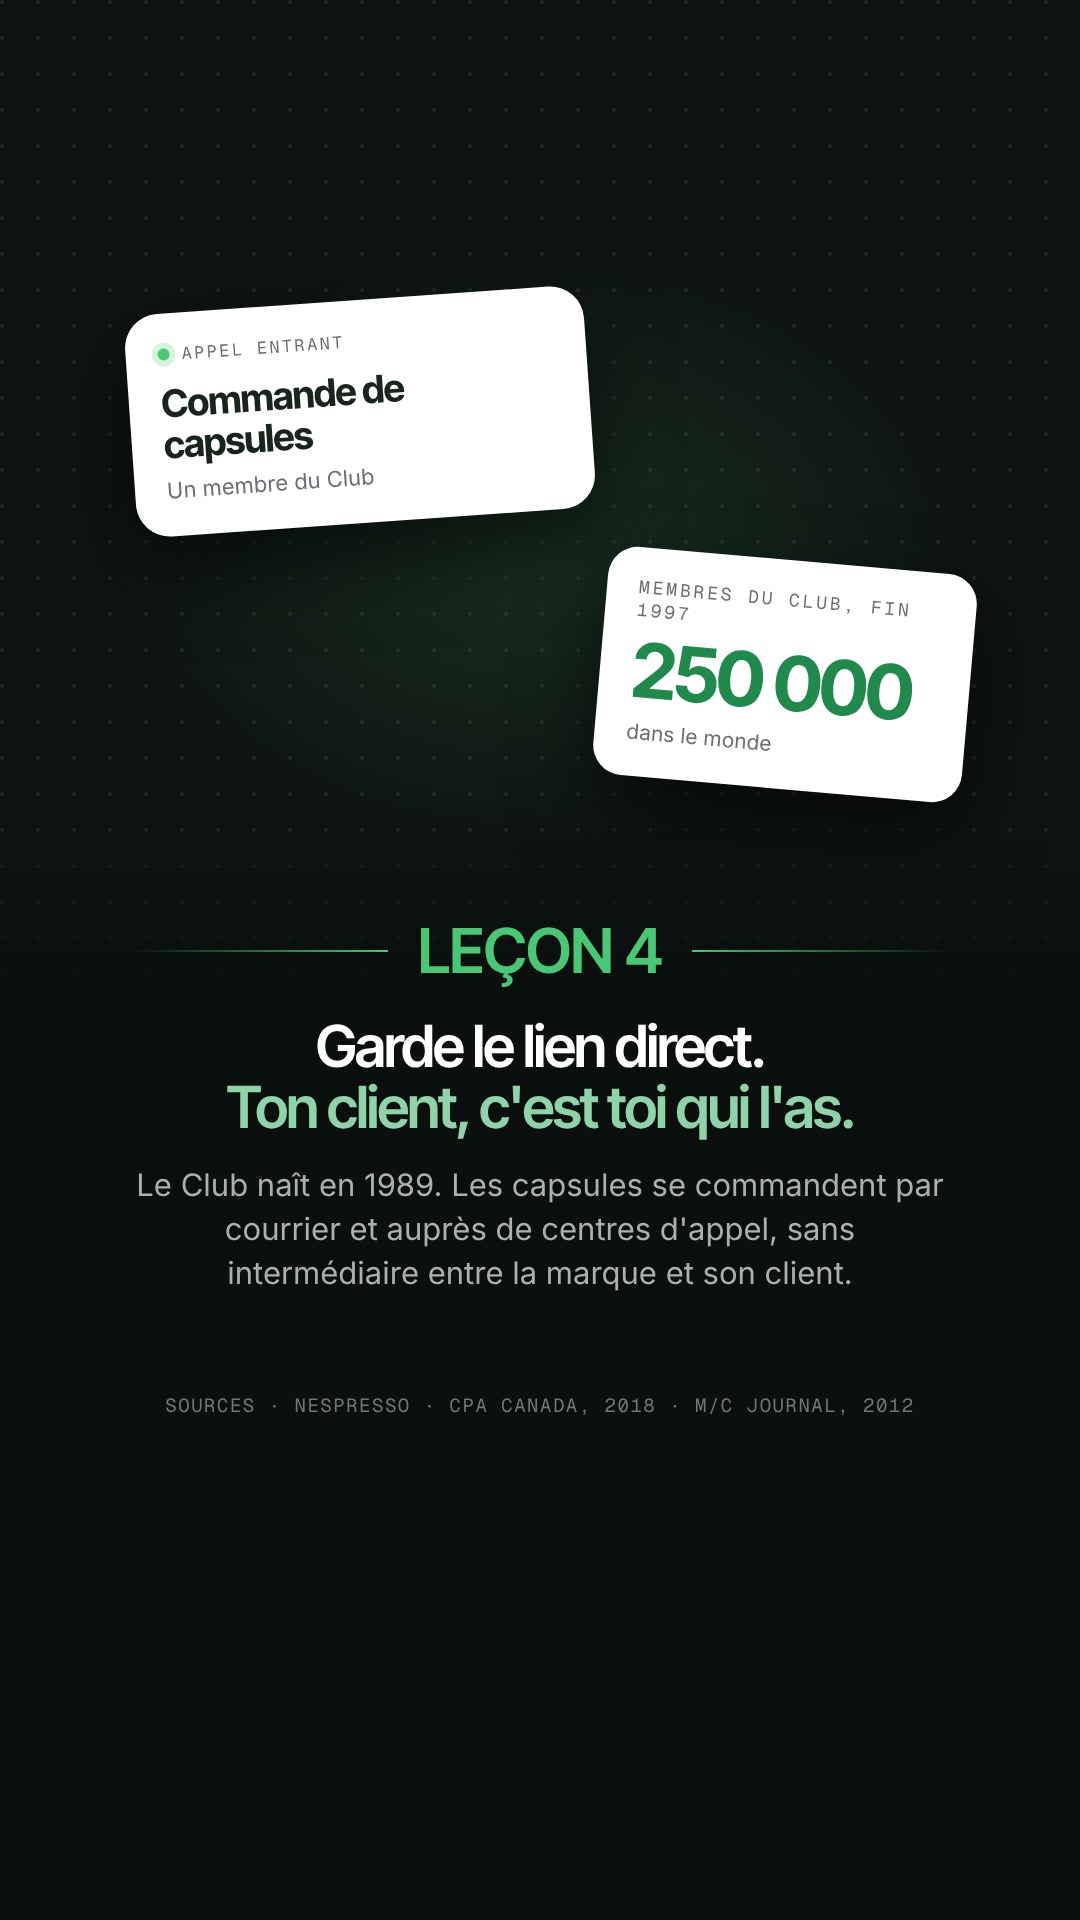 APPEL ENTRANT
Commande de
capsules
Un membre du Club
MEMBRES DU CLUB, FIN
1997
250 000
dans le monde
LEÇON 4
Garde le lien direct.
Ton client, c'est toi qui l'as.
Le Club naît en 1989. Les capsules se commandent par
courrier et auprès de centres d'appel, sans
intermédiaire entre la marque et son client.
SOURCES · NESPRESSO · CPA CANADA, 2018 · M/C JOURNAL, 2012